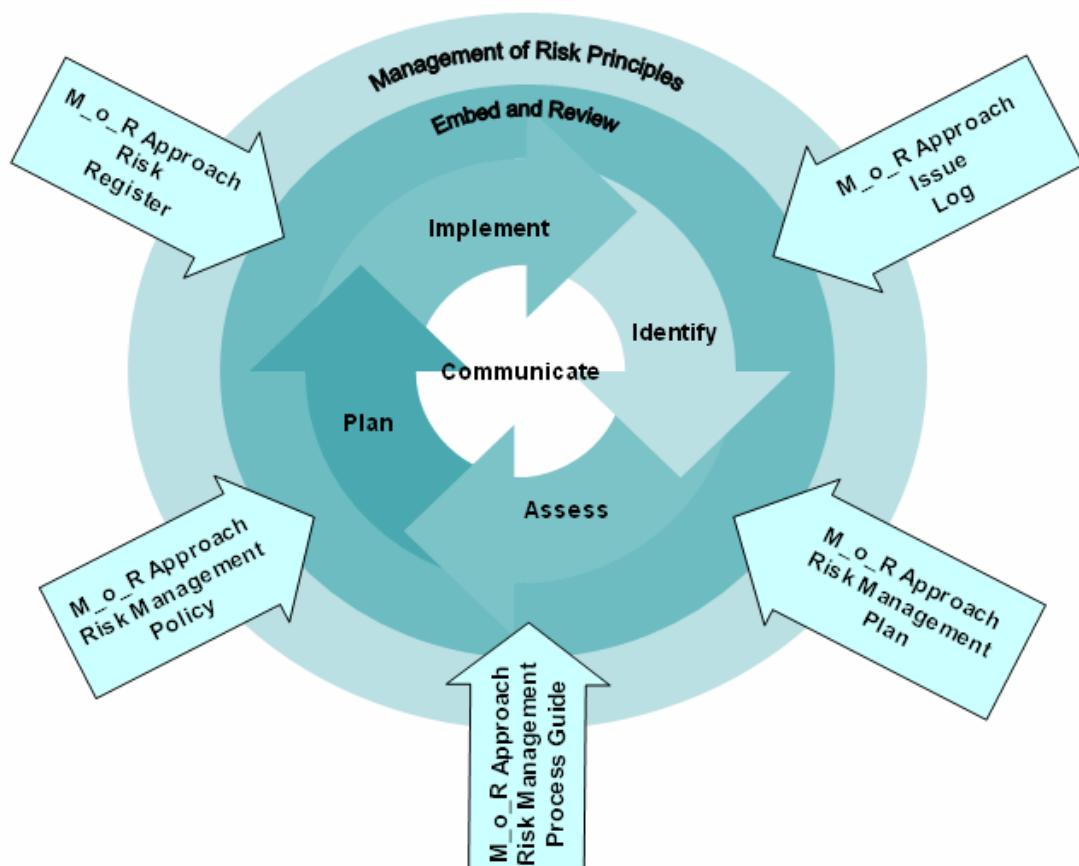 Management of Risk Principles
Embed and Review
M_o_R Approach
Risk
Register
M_o_R Approach
Issue
Log
Implement
Identify
Communicate
Plan
Assess
M_o_R Approach
Risk Management
Policy
M_o_R Approach
Risk Management
Process Guide
M_o_R Approach
Risk Management
Plan